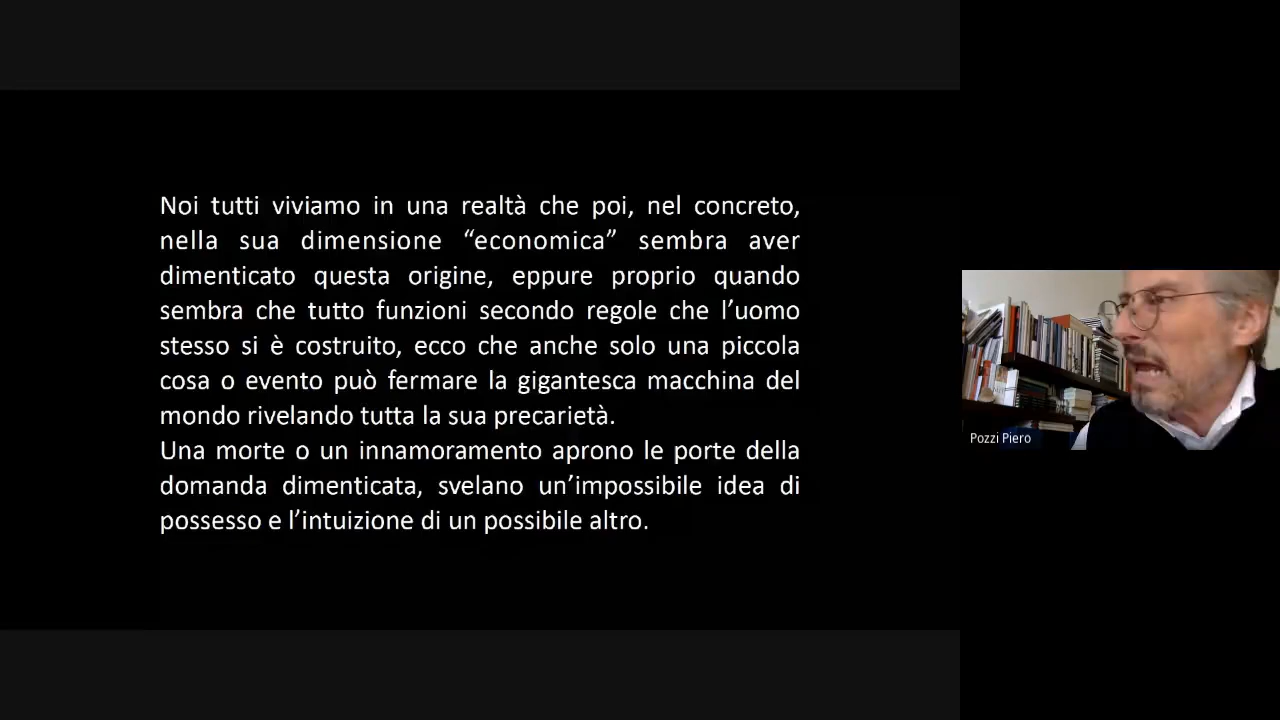 Noi tutti viviamo in una realtà che poi, nel concreto,
nella sua dimensione “economica” sembra aver
dimenticato questa origine, eppure proprio quando
sembra che tutto funzioni secondo regole che l’uomo
stesso si è costruito, ecco che anche solo una piccola
cosa o evento può fermare la gigantesca macchina del
mondo rivelando tutta la sua precarietà.
Una morte o un innamoramento aprono le porte della
domanda dimenticata, svelano un’impossibile idea di
possesso e l’intuizione di un possibile altro.
Pozzi Piero